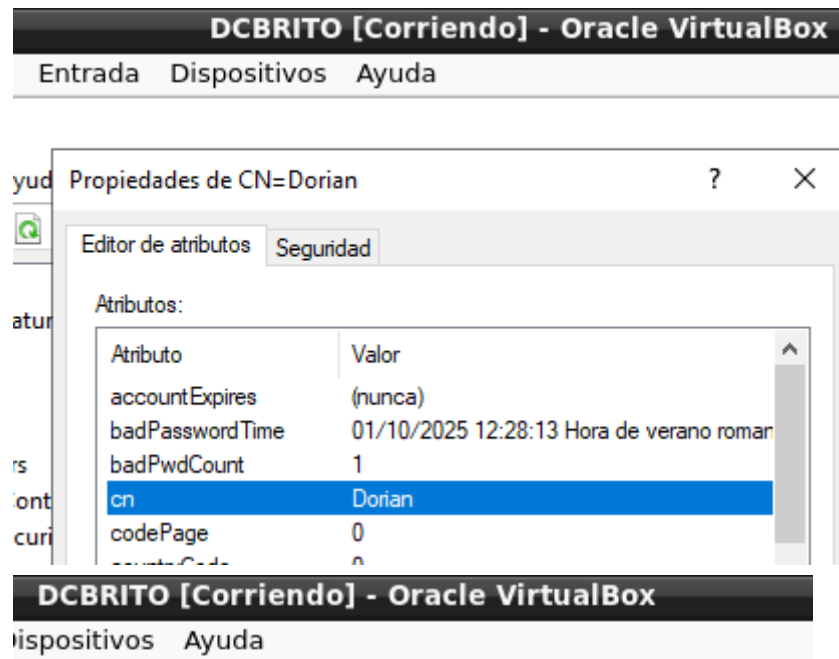 DCBRITO [Corriendo] - Oracle VirtualBox
Entrada Dispositivos Ayuda
Propiedades de CN=Dorian ? ✕
Editor de atributos Seguridad
Atributos:
Atributo Valor
accountExpires (nunca)
badPasswordTime 01/10/2025 12:28:13 Hora de verano roman
badPwdCount 1
cn Dorian
codePage 0
DCBRITO [Corriendo] - Oracle VirtualBox
ispositivos Ayuda